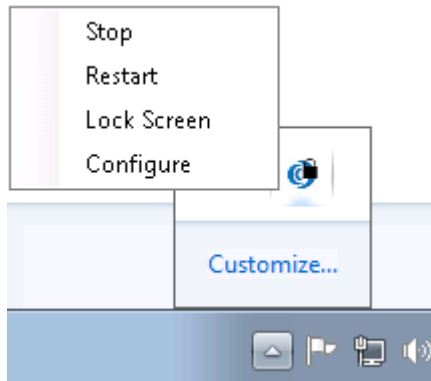 Stop
Restart
Lock Screen
Configure
Customize...